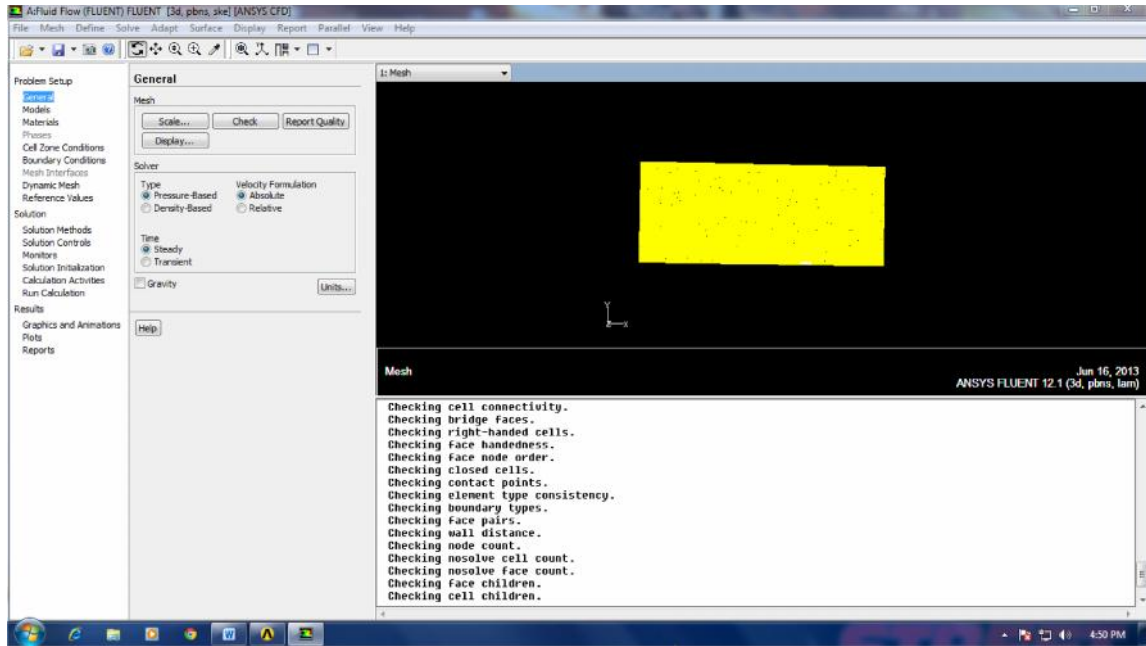 A:Fluid Flow (FLUENT) FLUENT [3d, pbns, ske] [ANSYS CFD]
File Mesh Define Solve Adapt Surface Display Report Parallel View Help
Problem Setup
General
Models
Materials
Phases
Cell Zone Conditions
Boundary Conditions
Mesh Interfaces
Dynamic Mesh
Reference Values
Solution
Solution Methods
Solution Controls
Monitors
Solution Initialization
Calculation Activities
Run Calculation
Results
Graphics and Animations
Plots
Reports
General
Mesh
Scale... Check Report Quality
Display...
Solver
Type Velocity Formulation
Pressure-Based Absolute
Density-Based Relative
Time
Steady
Transient
Gravity Units...
Help
1: Mesh
Y
Z X
Mesh Jun 16, 2013
ANSYS FLUENT 12.1 (3d, pbns, lam)
Checking cell connectivity.
Checking bridge faces.
Checking right-handed cells.
Checking face handedness.
Checking face node order.
Checking closed cells.
Checking contact points.
Checking element type consistency.
Checking boundary types.
Checking face pairs.
Checking wall distance.
Checking node count.
Checking nosolve cell count.
Checking nosolve face count.
Checking face children.
Checking cell children.
4:50 PM